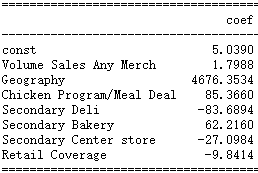 coef
const 5.0390
Volume Sales Any Merch 1.7988
Geography 4676.3534
Chicken Program/Meal Deal 85.3660
Secondary Deli -83.6894
Secondary Bakery 62.2160
Secondary Center store -27.0984
Retail Coverage -9.8414